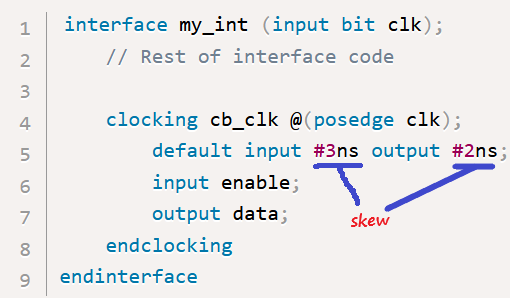 1 interface my_int (input bit clk);
2 // Rest of interface code
3
4 clocking cb_clk @(posedge clk);
5 default input #3ns output #2ns;
6 input enable;
7 output data;
skew
8 endclocking
9 endinterface